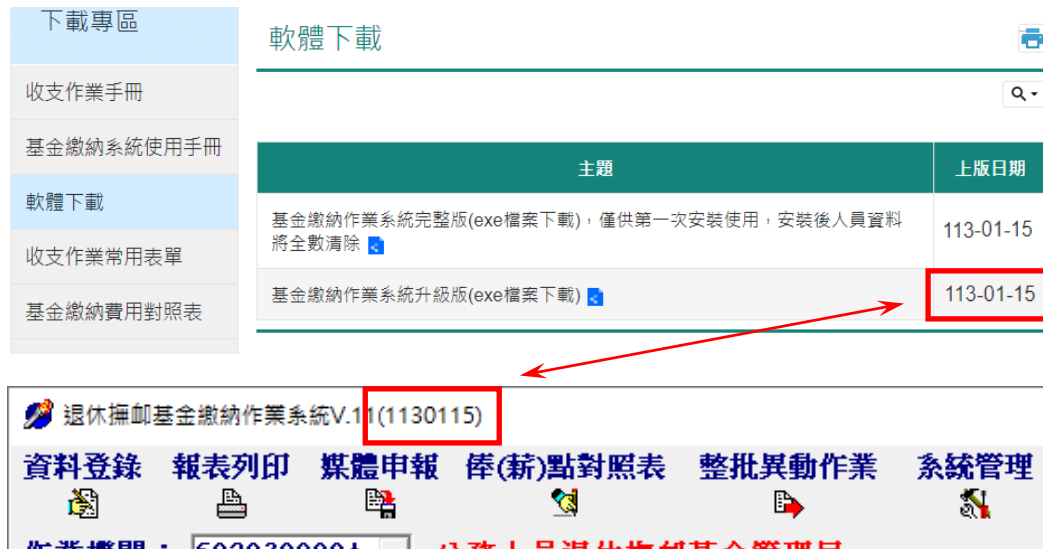 下載專區
收支作業手冊
基金繳納系統使用手冊
軟體下載
收支作業常用表單
基金繳納費用對照表
軟體下載
主題
上版日期
基金繳納作業系統完整版(exe檔案下載)，僅供第一次安裝使用，安裝後人員資料
將全數清除
113-01-15
基金繳納作業系統升級版(exe檔案下載)
113-01-15
退休撫卹基金繳納作業系統V.11(1130115)
資料登錄 報表列印 媒體申報 俸(薪)點對照表 整批異動作業 系統管理